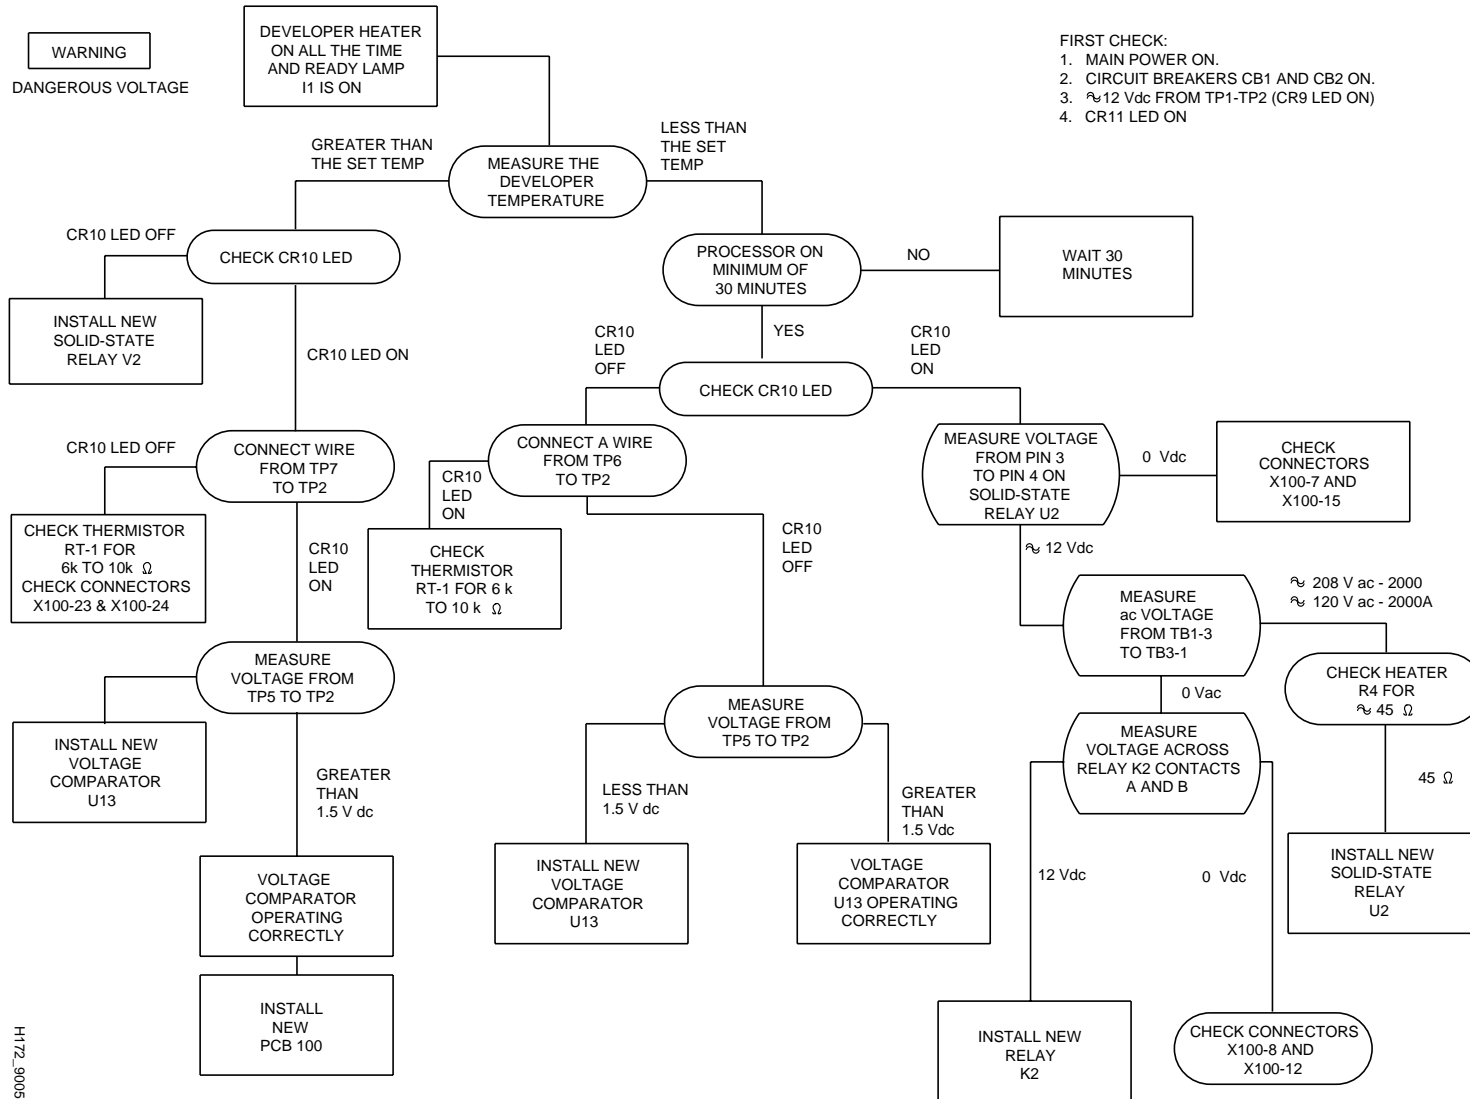 WARNING
DANGEROUS VOLTAGE
DEVELOPER HEATER
ON ALL THE TIME
AND READY LAMP
I1 IS ON
FIRST CHECK:
1. MAIN POWER ON.
2. CIRCUIT BREAKERS CB1 AND CB2 ON.
3. ≈12 Vdc FROM TP1-TP2 (CR9 LED ON)
4. CR11 LED ON
GREATER THAN
THE SET TEMP
MEASURE THE
DEVELOPER
TEMPERATURE
LESS THAN
THE SET
TEMP
CR10 LED OFF
CHECK CR10 LED
PROCESSOR ON
MINIMUM OF
30 MINUTES
NO
WAIT 30
MINUTES
INSTALL NEW
SOLID-STATE
RELAY V2
CR10 LED ON
YES
CR10
LED
OFF
CHECK CR10 LED
CR10
LED
ON
CR10 LED OFF
CONNECT WIRE
FROM TP7
TO TP2
CONNECT A WIRE
FROM TP6
TO TP2
MEASURE VOLTAGE
FROM PIN 3
TO PIN 4 ON
SOLID-STATE
RELAY U2
0 Vdc
CHECK
CONNECTORS
X100-7 AND
X100-15
CHECK THERMISTOR
RT-1 FOR
6k TO 10k Ω
CHECK CONNECTORS
X100-23 & X100-24
CR10
LED
ON
CR10
LED
ON
CHECK
THERMISTOR
RT-1 FOR 6 k
TO 10 k Ω
CR10
LED
OFF
≈ 12 Vdc
MEASURE
ac VOLTAGE
FROM TB1-3
TO TB3-1
≈ 208 V ac - 2000
≈ 120 V ac - 2000A
MEASURE
VOLTAGE FROM
TP5 TO TP2
0 Vac
CHECK HEATER
R4 FOR
≈ 45 Ω
INSTALL NEW
VOLTAGE
COMPARATOR
U13
GREATER
THAN
1.5 V dc
MEASURE
VOLTAGE FROM
TP5 TO TP2
MEASURE
VOLTAGE ACROSS
RELAY K2 CONTACTS
A AND B
45 Ω
LESS THAN
1.5 V dc
GREATER
THAN
1.5 Vdc
VOLTAGE
COMPARATOR
OPERATING
CORRECTLY
INSTALL NEW
VOLTAGE
COMPARATOR
U13
VOLTAGE
COMPARATOR
U13 OPERATING
CORRECTLY
12 Vdc
0 Vdc
INSTALL NEW
SOLID-STATE
RELAY
U2
INSTALL
NEW
PCB 100
INSTALL NEW
RELAY
K2
CHECK CONNECTORS
X100-8 AND
X100-12
H172_9005